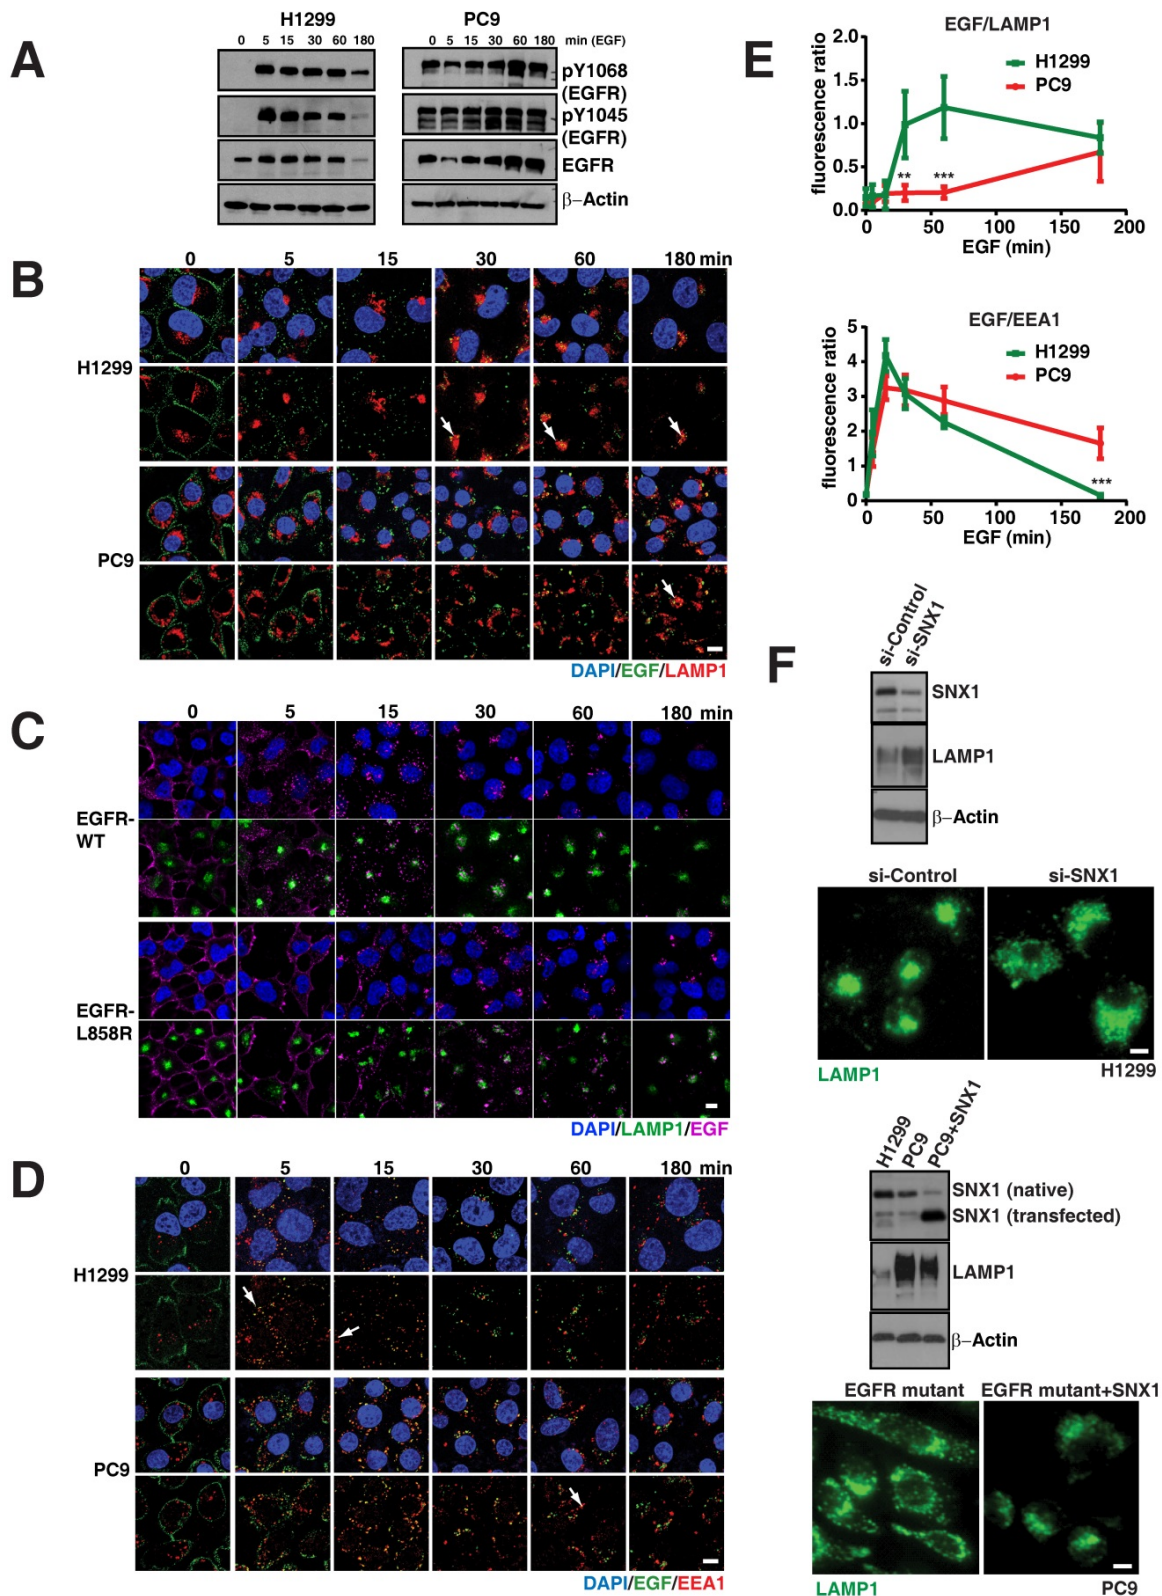 A
H1299 PC9
0 5 15 30 60 180 0 5 15 30 60 180 min (EGF)
pY1068
(EGFR)
pY1045
(EGFR)
EGFR
β–Actin
B
0 5 15 30 60 180 min
H1299
PC9
DAPI/EGF/LAMP1
C
0 5 15 30 60 180 min
EGFR-
WT
EGFR-
L858R
DAPI/LAMP1/EGF
D
0 5 15 30 60 180 min
H1299
PC9
DAPI/EGF/EEA1
E
EGF/LAMP1
fluorescence ratio
2.0
1.5
1.0
0.5
0.0
H1299
PC9
** ***
0 50 100 150 200
EGF (min)
EGF/EEA1
fluorescence ratio
5
4
3
2
1
0
H1299
PC9
***
0 50 100 150 200
EGF (min)
F
si-Control
si-SNX1
SNX1
LAMP1
β–Actin
si-Control si-SNX1
LAMP1 H1299
H1299
PC9
PC9+SNX1
SNX1 (native)
SNX1 (transfected)
LAMP1
β–Actin
EGFR mutant EGFR mutant+SNX1
LAMP1 PC9